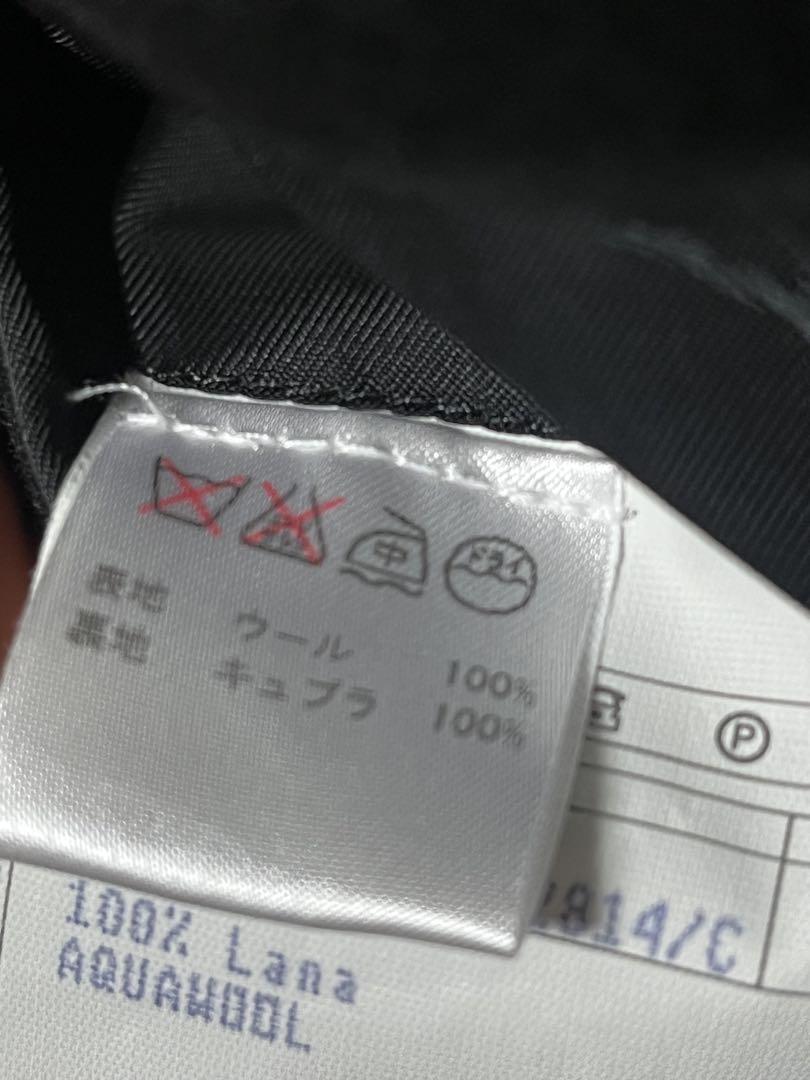 中 ドライ
表地 ウール 100%
裏地 キュプラ 100%
P
814/C
100% Lana
AQUAWOOL